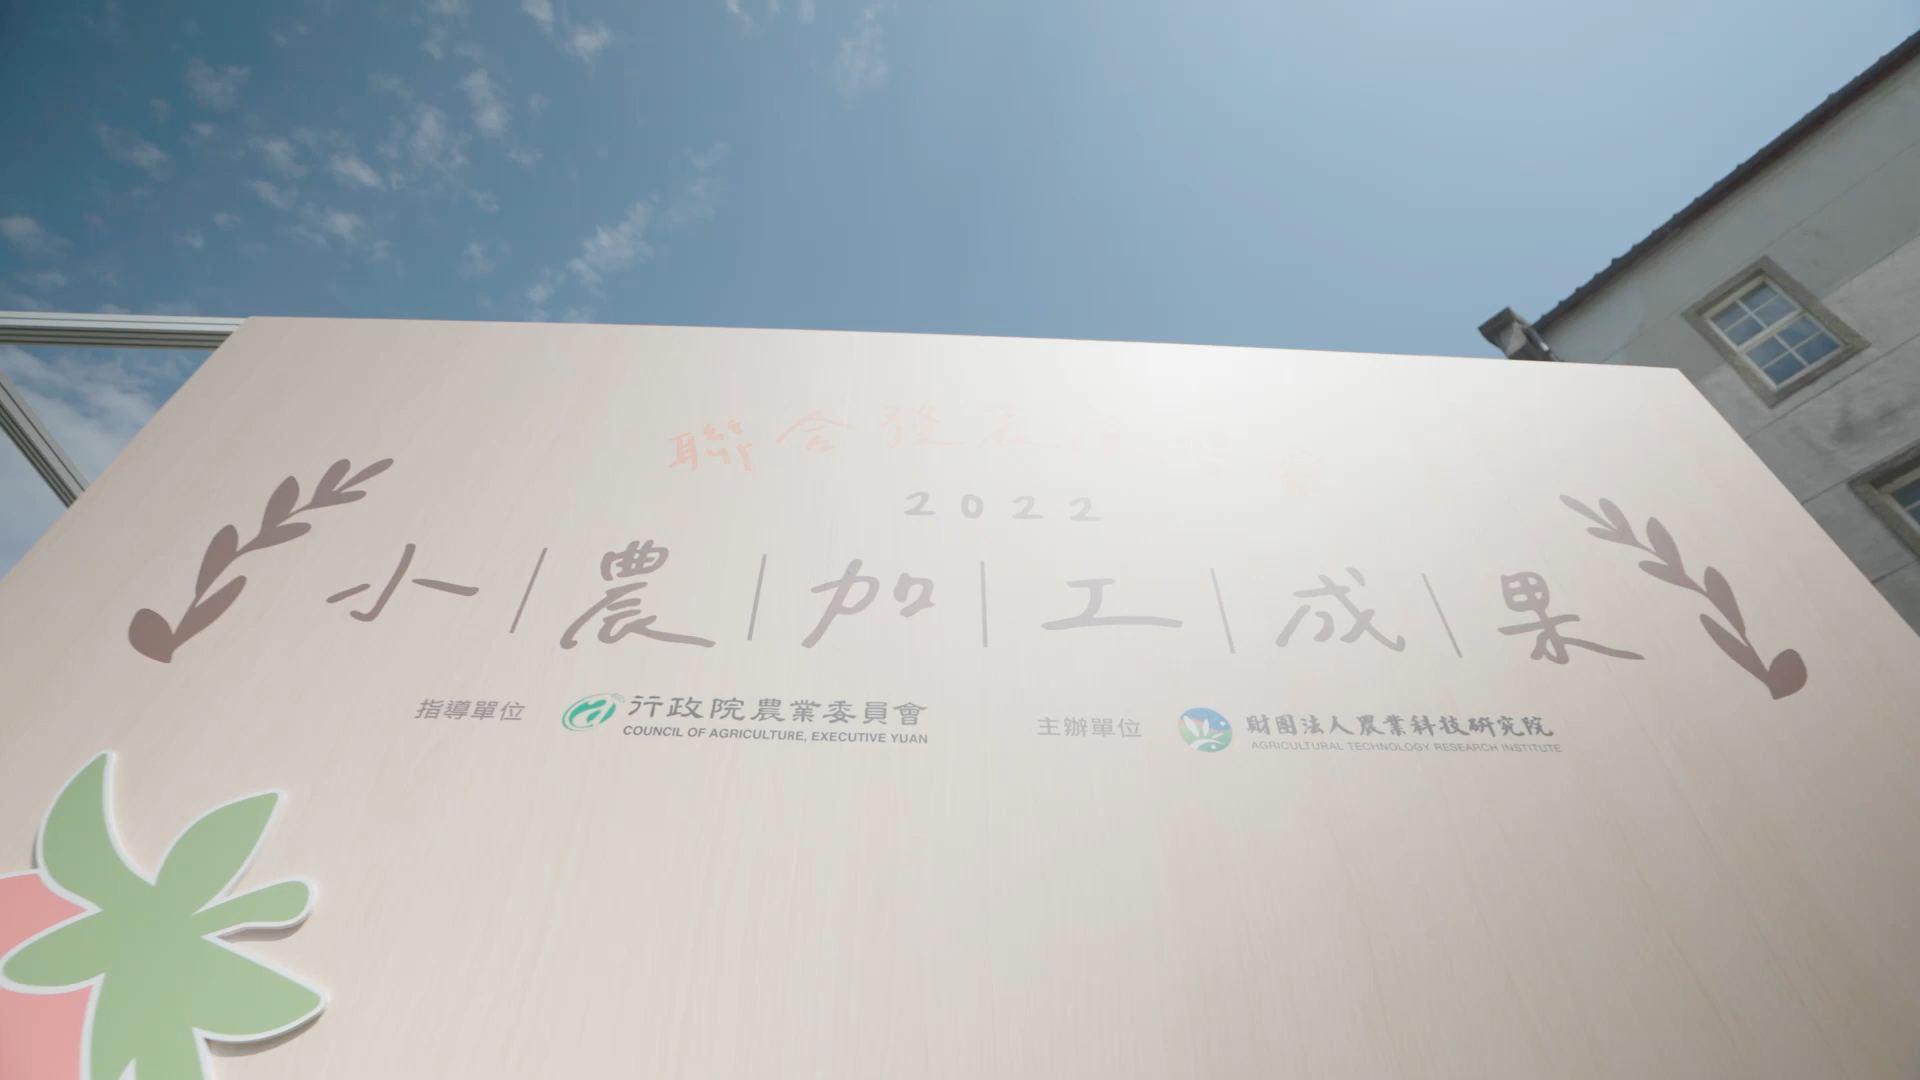 聯合發表
2022
小|農|加|工|成|果
指導單位 行政院農業委員會
COUNCIL OF AGRICULTURE, EXECUTIVE YUAN
主辦單位 財團法人農業科技研究院
AGRICULTURAL TECHNOLOGY RESEARCH INSTITUTE